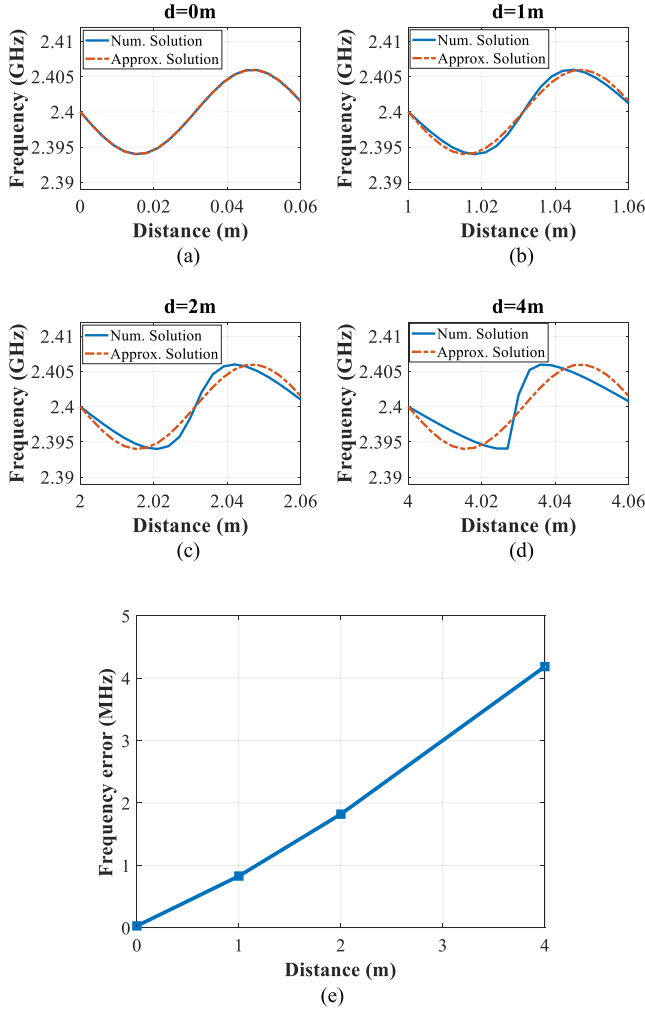 d=0m
Frequency (GHz)
2.41
2.405
2.4
2.395
2.39
Num. Solution
Approx. Solution
0 0.02 0.04 0.06
Distance (m)
(a)
d=1m
Frequency (GHz)
2.41
2.405
2.4
2.395
2.39
Num. Solution
Approx. Solution
1 1.02 1.04 1.06
Distance (m)
(b)
d=2m
Frequency (GHz)
2.41
2.405
2.4
2.395
2.39
Num. Solution
Approx. Solution
2 2.02 2.04 2.06
Distance (m)
(c)
d=4m
Frequency (GHz)
2.41
2.405
2.4
2.395
2.39
Num. Solution
Approx. Solution
4 4.02 4.04 4.06
Distance (m)
(d)
Frequency error (MHz)
5
4
3
2
1
0
0 1 2 3 4
Distance (m)
(e)